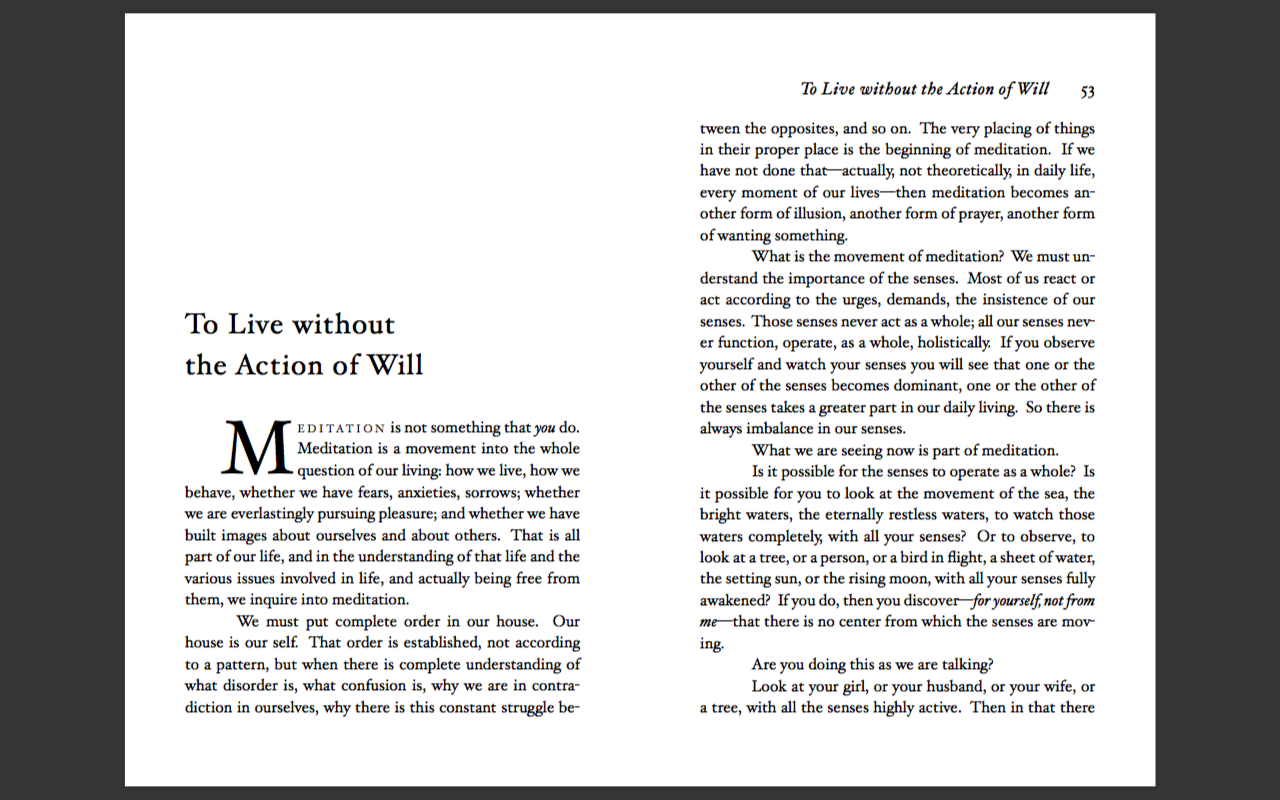 To Live without
the Action of Will
MEDITATION is not something that you do.
Meditation is a movement into the whole
question of our living: how we live, how we
behave, whether we have fears, anxieties, sorrows; whether
we are everlastingly pursuing pleasure; and whether we have
built images about ourselves and about others. That is all
part of our life, and in the understanding of that life and the
various issues involved in life, and actually being free from
them, we inquire into meditation.
We must put complete order in our house. Our
house is our self. That order is established, not according
to a pattern, but when there is complete understanding of
what disorder is, what confusion is, why we are in contra-
diction in ourselves, why there is this constant struggle be-
To Live without the Action of Will 53
tween the opposites, and so on. The very placing of things
in their proper place is the beginning of meditation. If we
have not done that—actually, not theoretically, in daily life,
every moment of our lives—then meditation becomes an-
other form of illusion, another form of prayer, another form
of wanting something.
What is the movement of meditation? We must un-
derstand the importance of the senses. Most of us react or
act according to the urges, demands, the insistence of our
senses. Those senses never act as a whole; all our senses nev-
er function, operate, as a whole, holistically. If you observe
yourself and watch your senses you will see that one or the
other of the senses becomes dominant, one or the other of
the senses takes a greater part in our daily living. So there is
always imbalance in our senses.
What we are seeing now is part of meditation.
Is it possible for the senses to operate as a whole? Is
it possible for you to look at the movement of the sea, the
bright waters, the eternally restless waters, to watch those
waters completely, with all your senses? Or to observe, to
look at a tree, or a person, or a bird in flight, a sheet of water,
the setting sun, or the rising moon, with all your senses fully
awakened? If you do, then you discover—for yourself, not from
me—that there is no center from which the senses are mov-
ing.
Are you doing this as we are talking?
Look at your girl, or your husband, or your wife, or
a tree, with all the senses highly active. Then in that there